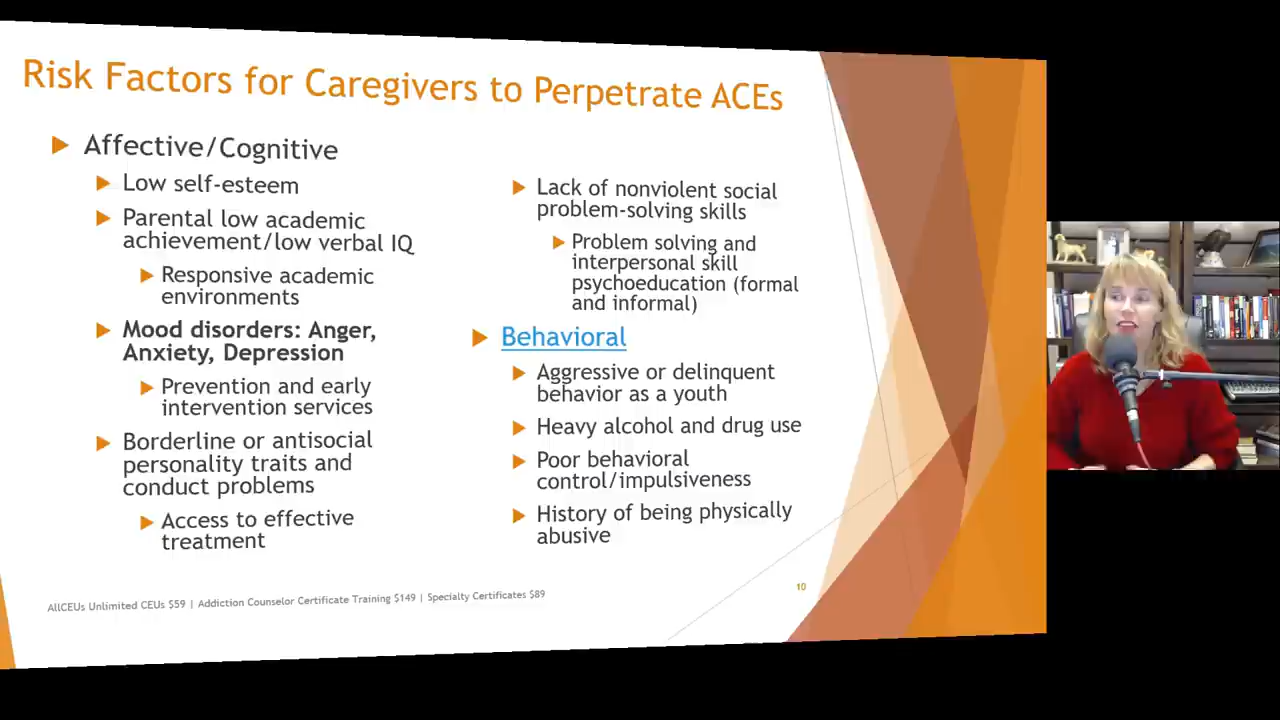 Risk Factors for Caregivers to Perpetrate ACEs
Affective/Cognitive
Low self-esteem
Parental low academic
achievement/low verbal IQ
Responsive academic
environments
Mood disorders: Anger,
Anxiety, Depression
Prevention and early
intervention services
Borderline or antisocial
personality traits and
conduct problems
Access to effective
treatment
Lack of nonviolent social
problem-solving skills
Problem solving and
interpersonal skill
psychoeducation (formal
and informal)
Behavioral
Aggressive or delinquent
behavior as a youth
Heavy alcohol and drug use
Poor behavioral
control/impulsiveness
History of being physically
abusive
AllCEUs Unlimited CEUs $59 | Addiction Counselor Certificate Training $149 | Specialty Certificates $89
10